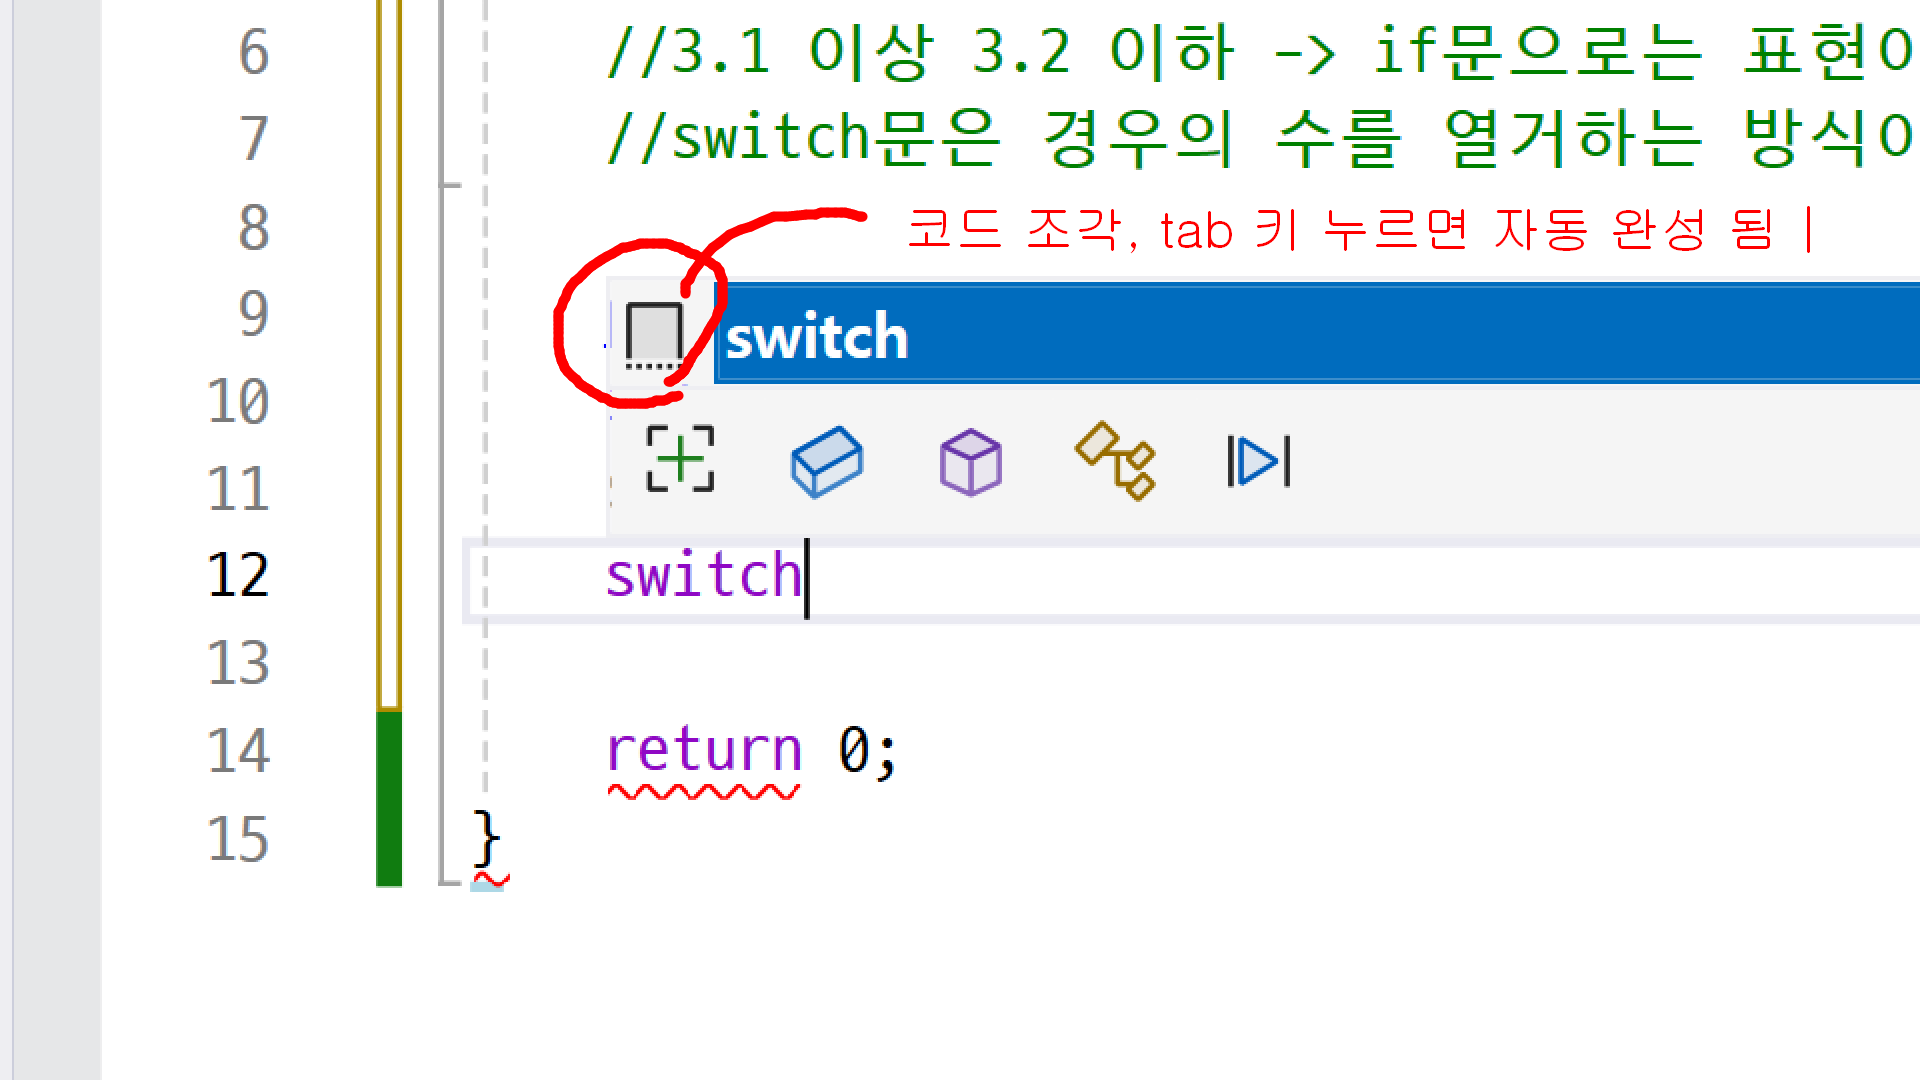 6 //3.1 이상 3.2 이하 -> if문으로는 표현이
7 //switch문은 경우의 수를 열거하는 방식이
8 코드 조각, tab 키 누르면 자동 완성 됨
9 switch
10
11
12 switch
13
14 return 0;
15 }